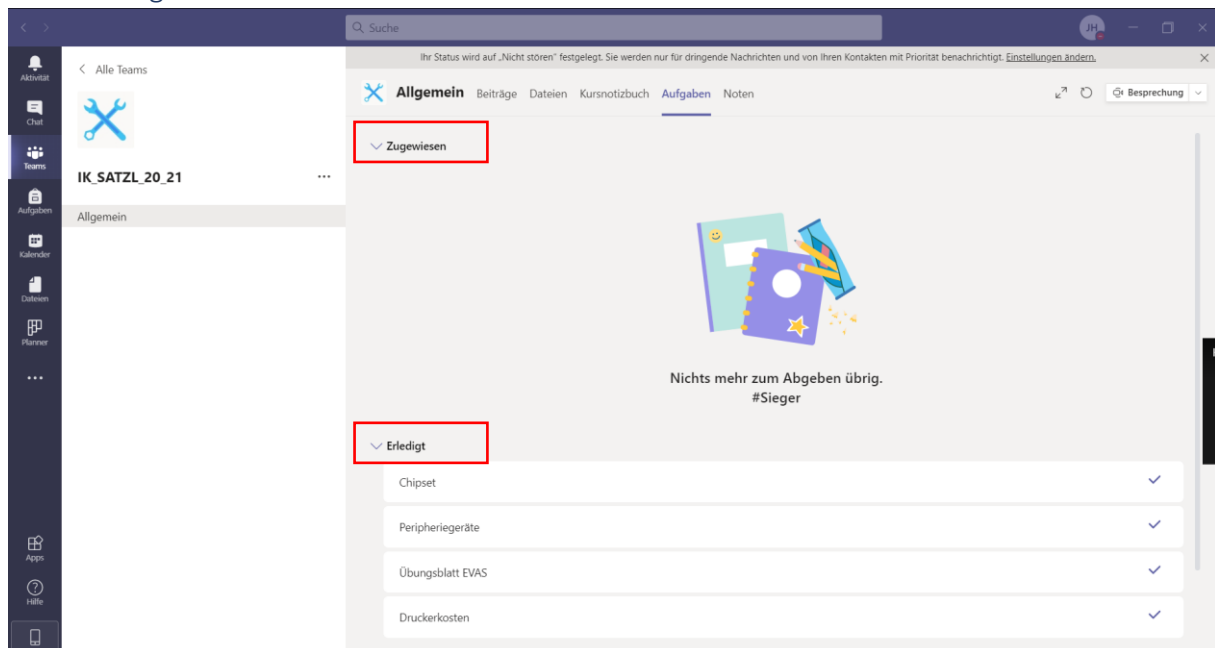 Suche
JH
Ihr Status wird auf „Nicht stören" festgelegt. Sie werden nur für dringende Nachrichten und von Ihren Kontakten mit Priorität benachrichtigt. Einstellungen ändern.
Aktivität
Chat
Teams
Aufgaben
Kalender
Dateien
Planner
Apps
Hilfe
Alle Teams
IK_SATZL_20_21
Allgemein
Allgemein Beiträge Dateien Kursnotizbuch Aufgaben Noten
Besprechung
Zugewiesen
Nichts mehr zum Abgeben übrig.
#Sieger
Erledigt
Chipset
Peripheriegeräte
Übungsblatt EVAS
Druckerkosten